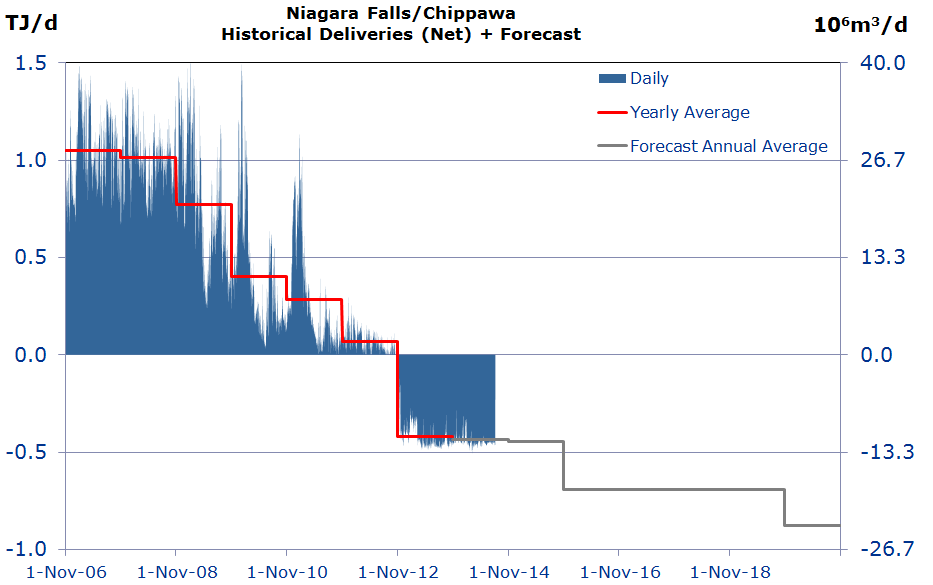 Niagara Falls/Chippawa
Historical Deliveries (Net) + Forecast
TJ/d
10⁶m³/d
1.5
1.0
0.5
0.0
-0.5
-1.0
40.0
26.7
13.3
0.0
-13.3
-26.7
Daily
Yearly Average
Forecast Annual Average
1-Nov-06 1-Nov-08 1-Nov-10 1-Nov-12 1-Nov-14 1-Nov-16 1-Nov-18